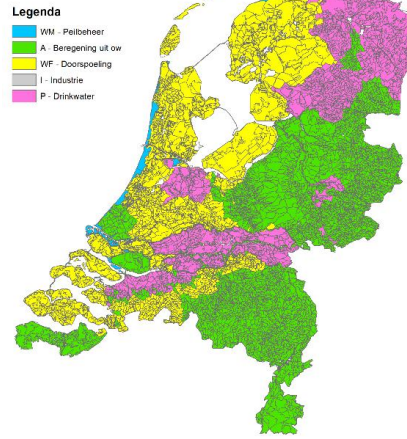 Legenda
WM - Peilbeheer
A - Beregening uit ow
WF - Doorspoeling
I - Industrie
P - Drinkwater